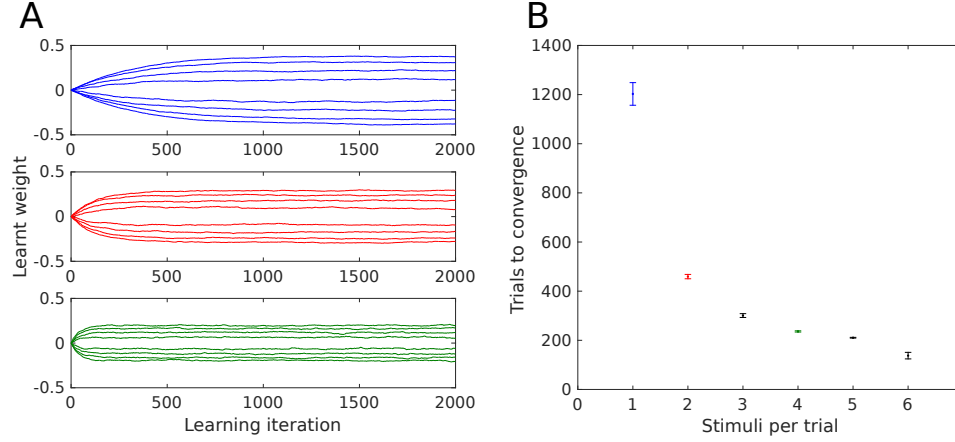 A
B
Learnt weight
0.5
0
-0.5
0 500 1000 1500 2000
0.5
0
-0.5
0 500 1000 1500 2000
0.5
0
-0.5
0 500 1000 1500 2000
Learning iteration
Trials to convergence
1400
1200
1000
800
600
400
200
0
0 1 2 3 4 5 6
Stimuli per trial